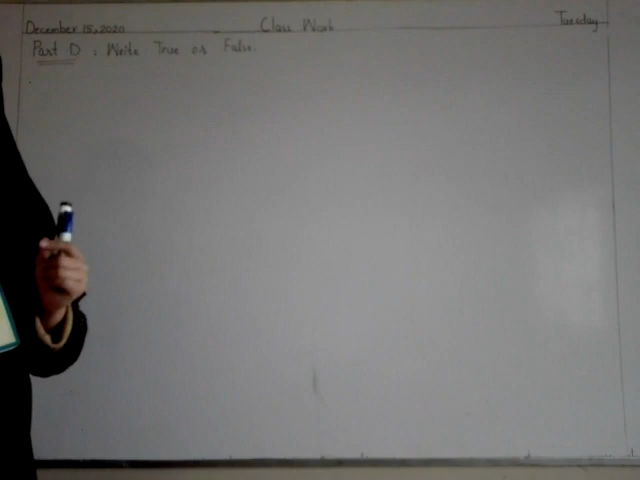 December 15, 2020 Class Work Tuesday
Part D : Write True or False.